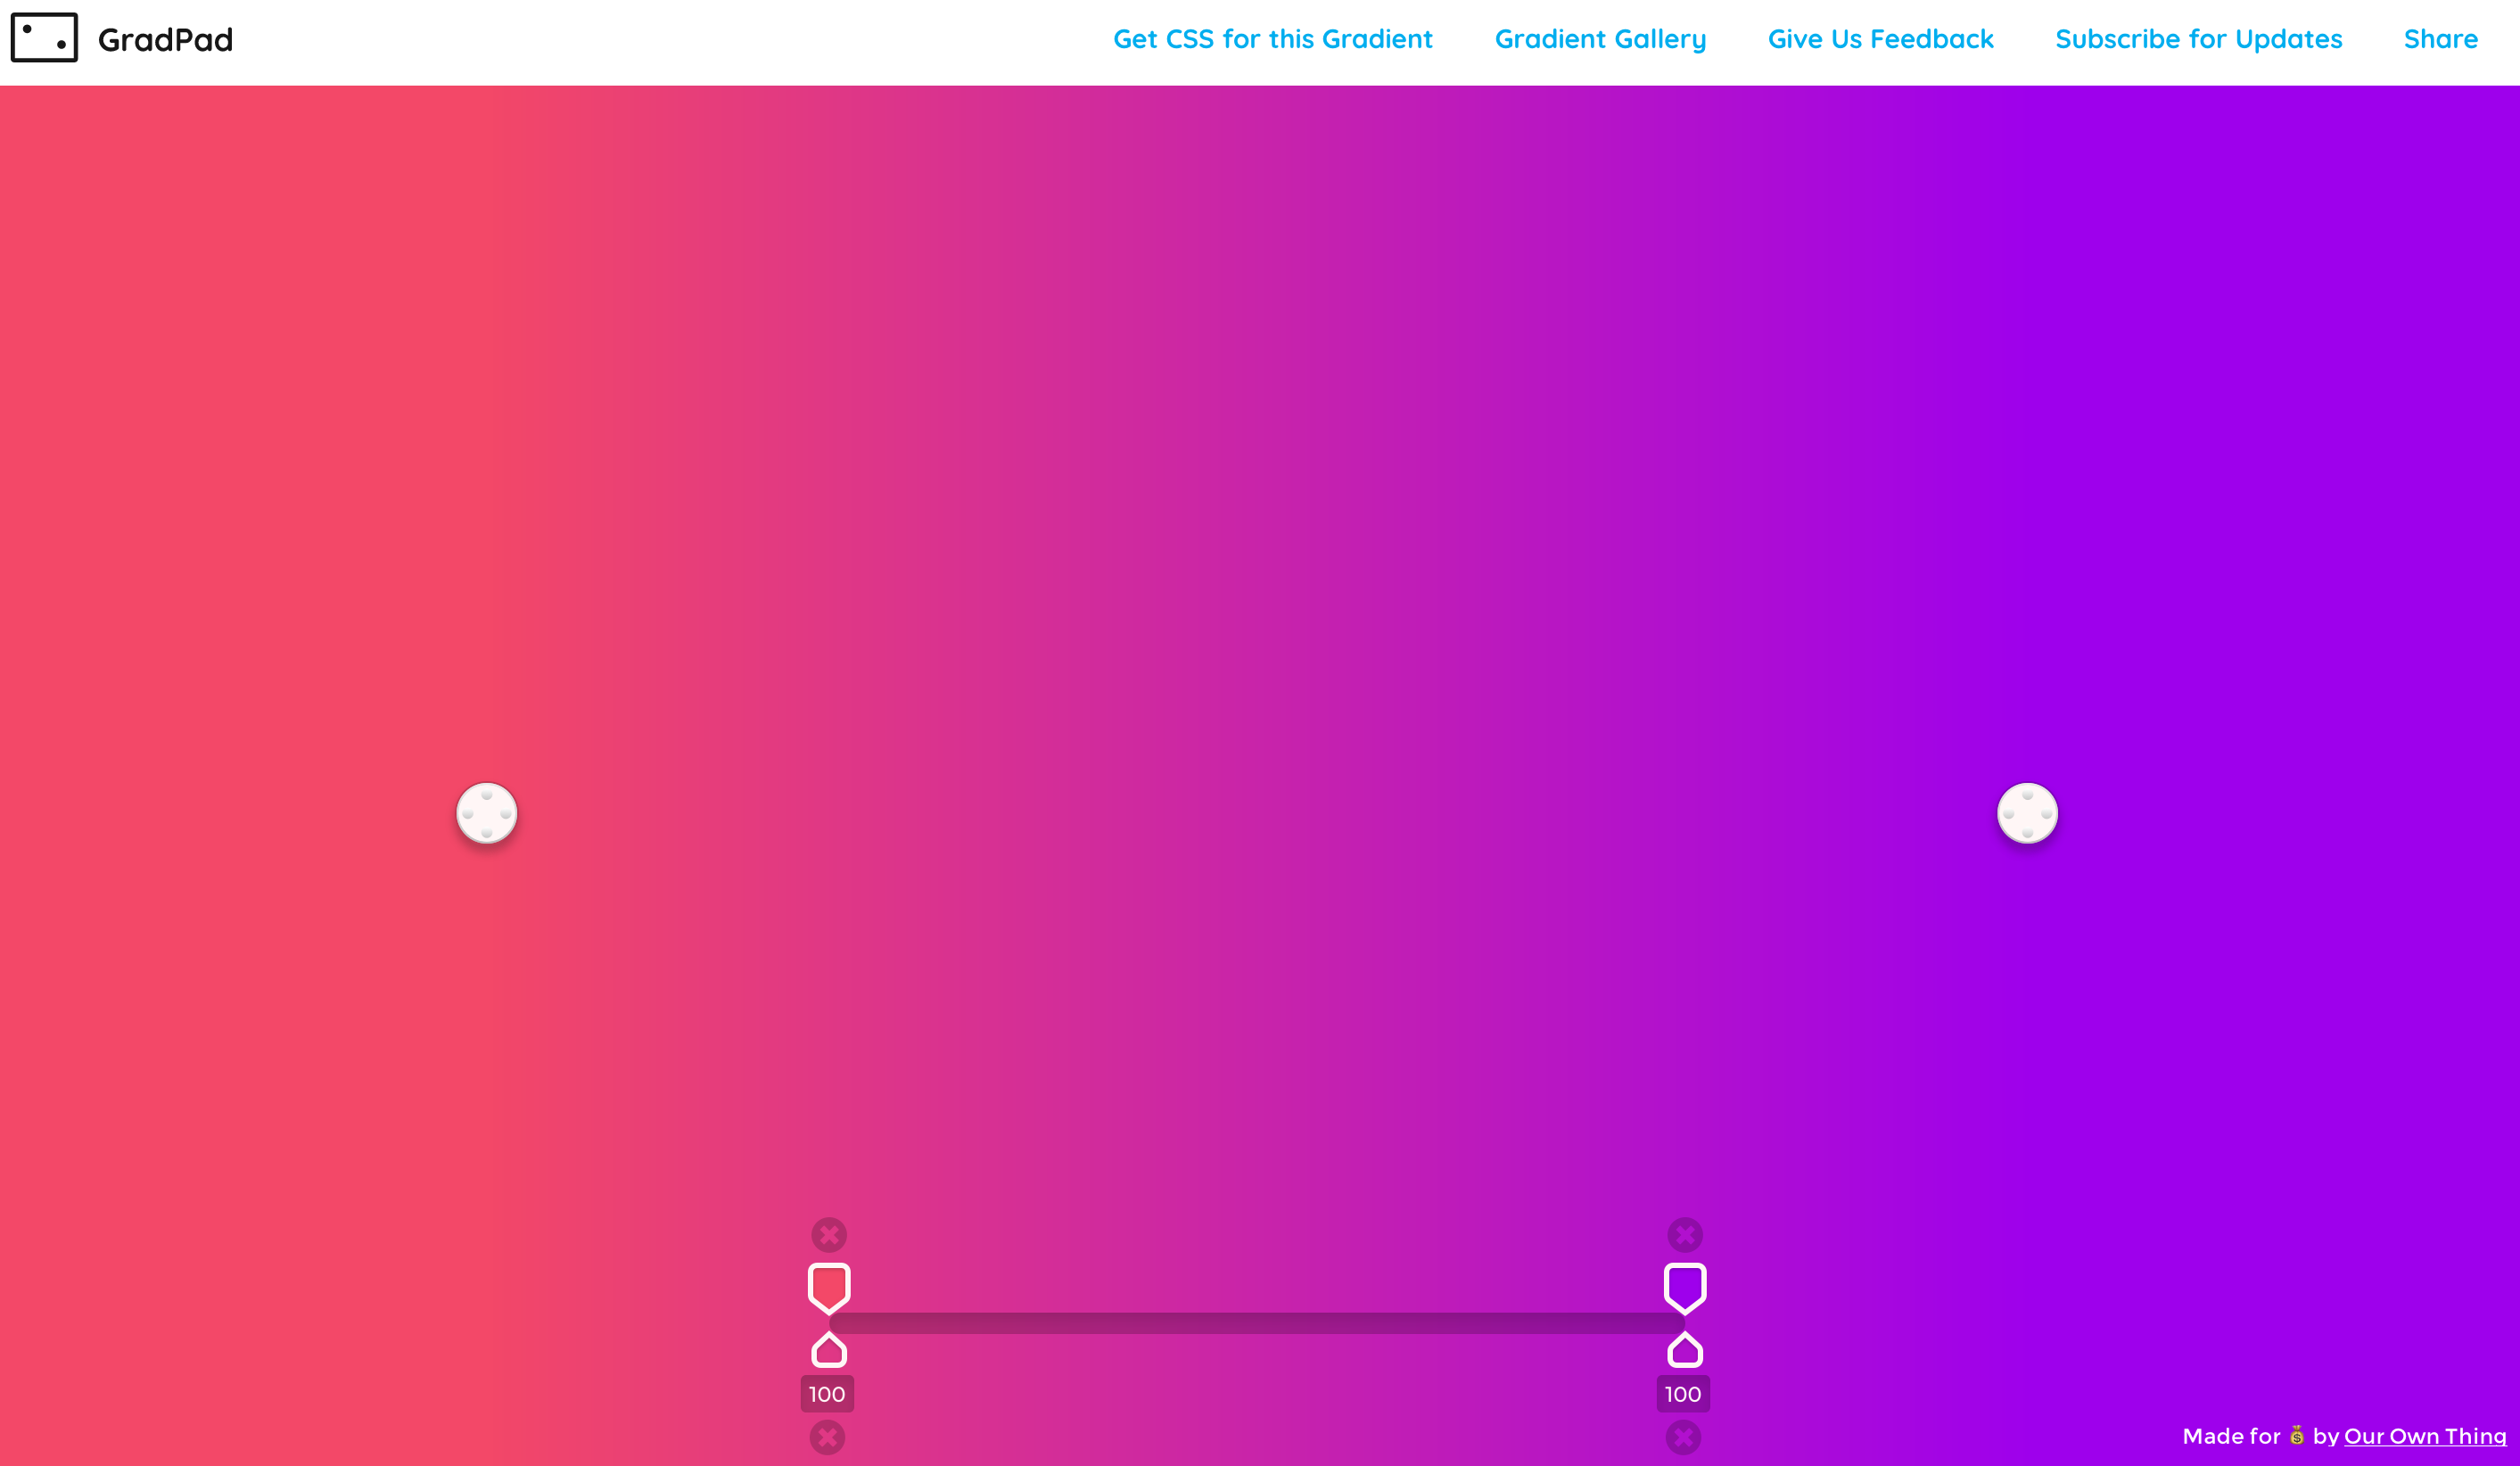 GradPad
Get CSS for this Gradient
Gradient Gallery
Give Us Feedback
Subscribe for Updates
Share
100
100
Made for 💰 by Our Own Thing